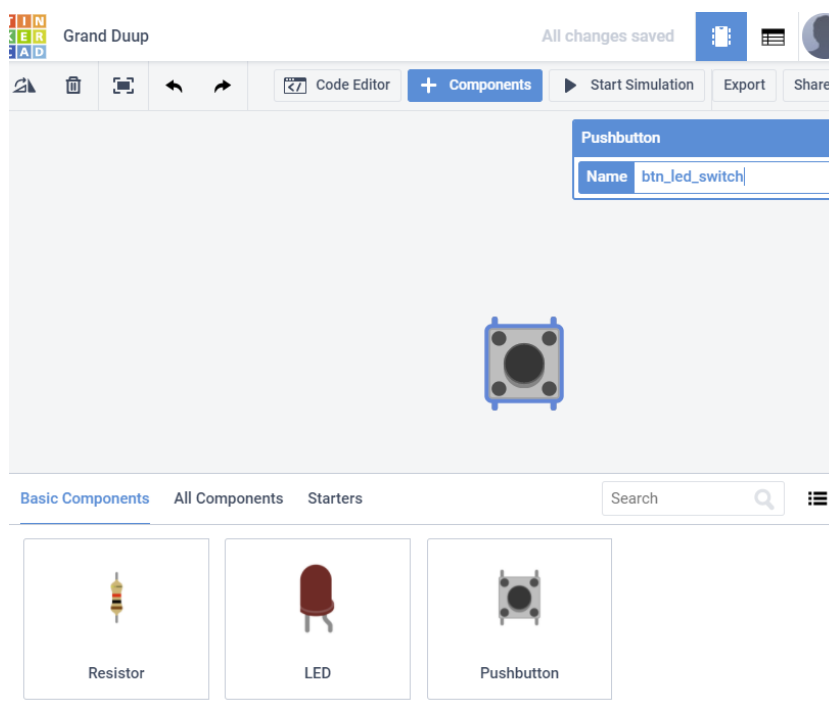 TIN
KER
CAD
Grand Duup
All changes saved
Code Editor
Components
Start Simulation
Export
Share
Pushbutton
Name btn_led_switch
Basic Components
All Components
Starters
Search
Resistor
LED
Pushbutton